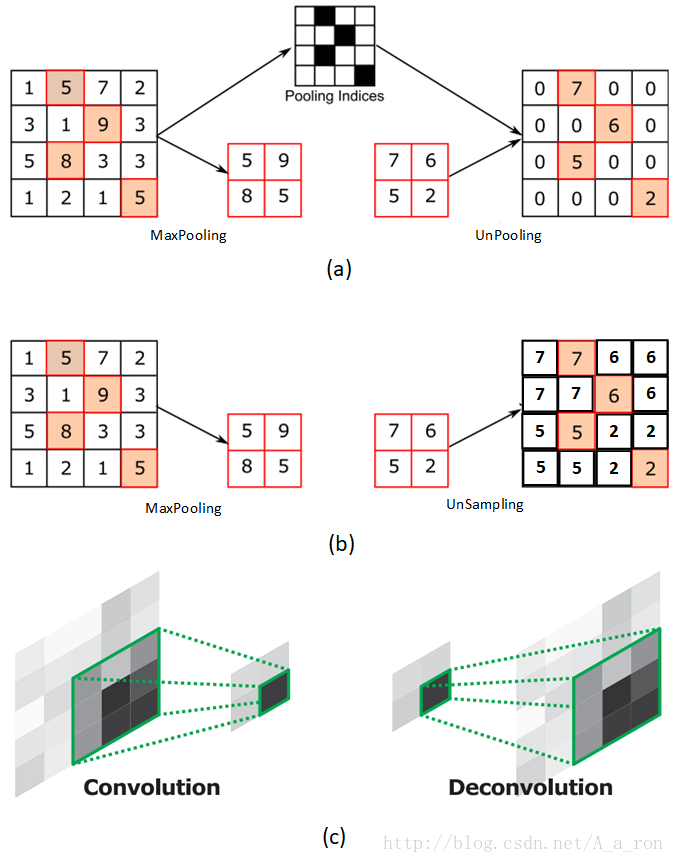 1 5 7 2
3 1 9 3
5 8 3 3
1 2 1 5
MaxPooling
5 9
8 5
Pooling Indices
7 6
5 2
UnPooling
0 7 0 0
0 0 6 0
0 5 0 0
0 0 0 2
(a)
1 5 7 2
3 1 9 3
5 8 3 3
1 2 1 5
MaxPooling
5 9
8 5
7 6
5 2
UnSampling
7 7 6 6
7 7 6 6
5 5 2 2
5 5 2 2
(b)
Convolution
Deconvolution
(c)
http://blog.csdn.net/A_a_ron